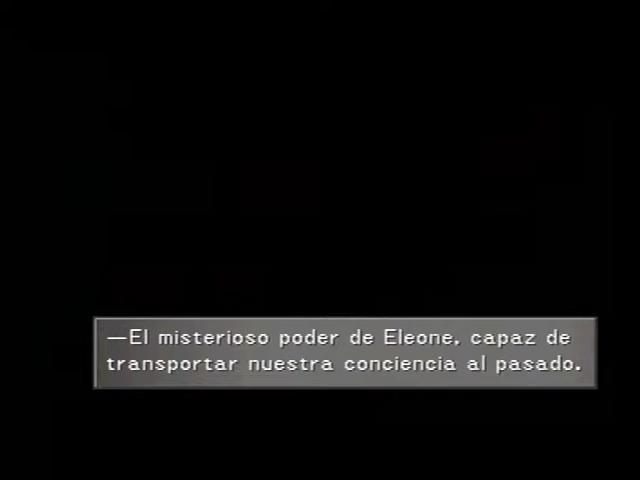 —El misterioso poder de Eleone, capaz de
transportar nuestra conciencia al pasado.